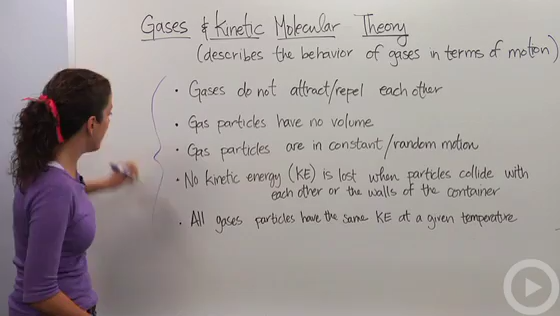 Gases & Kinetic Molecular Theory
(describes the behavior of gases in terms of motion)
• Gases do not attract/repel each other
• Gas particles have no volume
• Gas particles are in constant/random motion
• No kinetic energy (KE) is lost when particles collide with
each other or the walls of the container
• All gases particles have the same KE at a given temperature